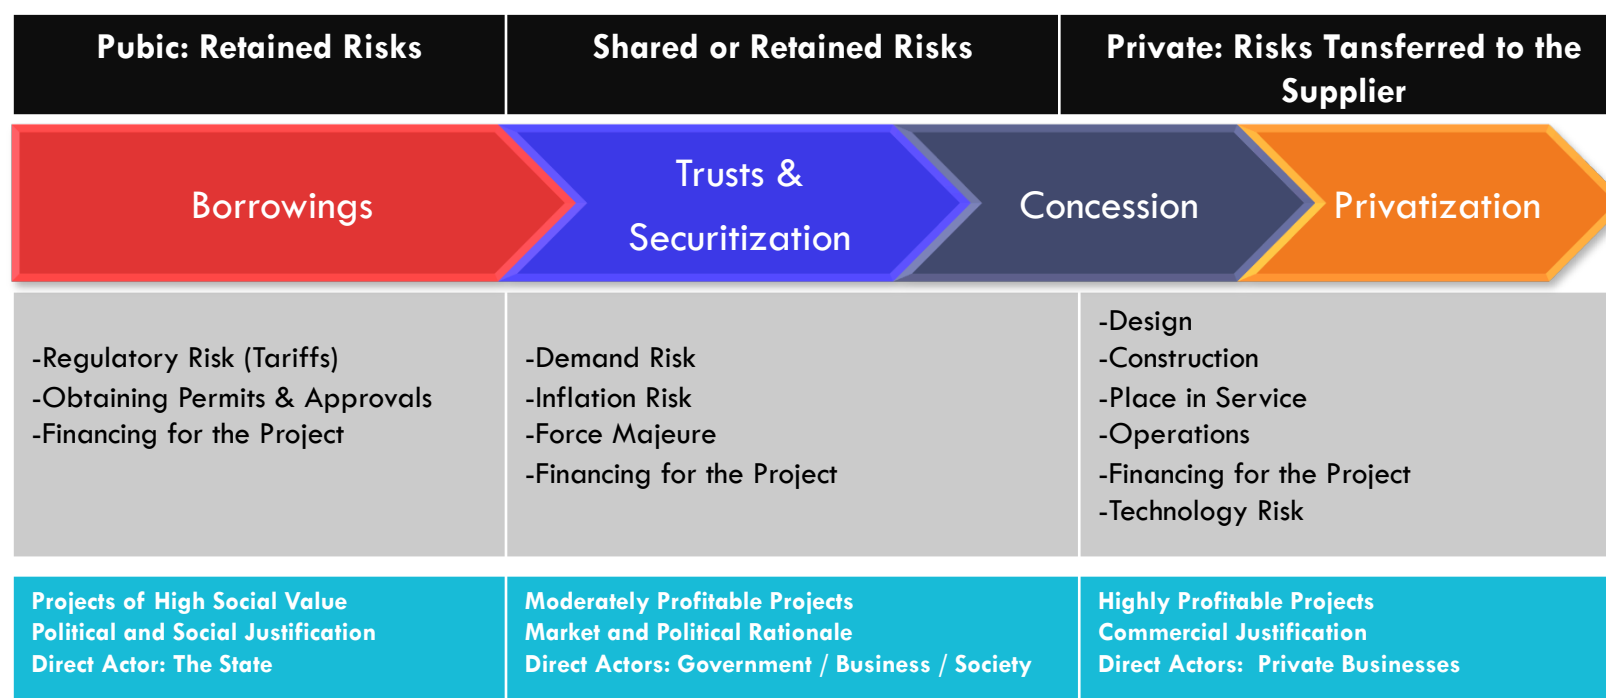 Pubic: Retained Risks
Shared or Retained Risks
Private: Risks Tansferred to the
Supplier
Borrowings
Trusts &
Securitization
Concession
Privatization
-Regulatory Risk (Tariffs)
-Obtaining Permits & Approvals
-Financing for the Project
-Demand Risk
-Inflation Risk
-Force Majeure
-Financing for the Project
-Design
-Construction
-Place in Service
-Operations
-Financing for the Project
-Technology Risk
Projects of High Social Value
Political and Social Justification
Direct Actor: The State
Moderately Profitable Projects
Market and Political Rationale
Direct Actors: Government / Business / Society
Highly Profitable Projects
Commercial Justification
Direct Actors: Private Businesses